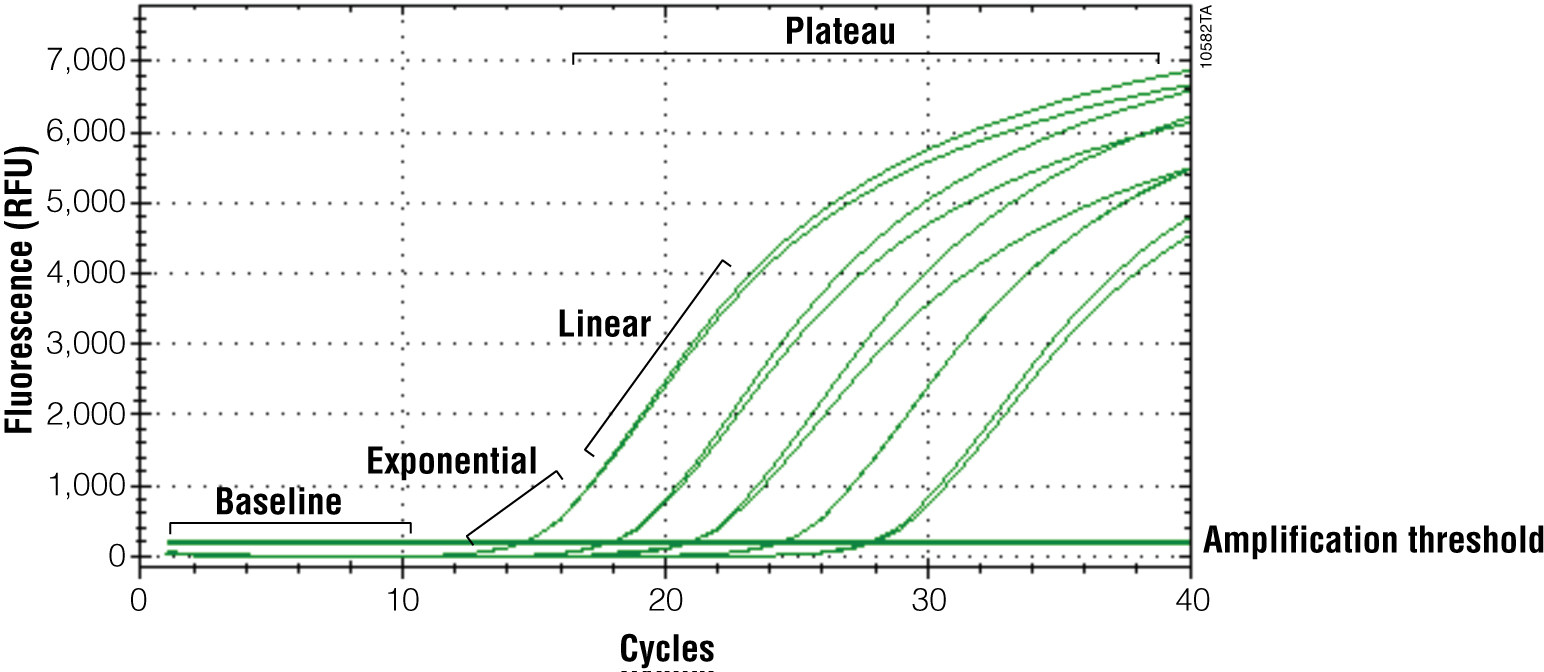 Plateau
10582TA
7,000
6,000
5,000
4,000
3,000
2,000
1,000
0
Fluorescence (RFU)
Linear
Exponential
Baseline
Amplification threshold
0 10 20 30 40
Cycles